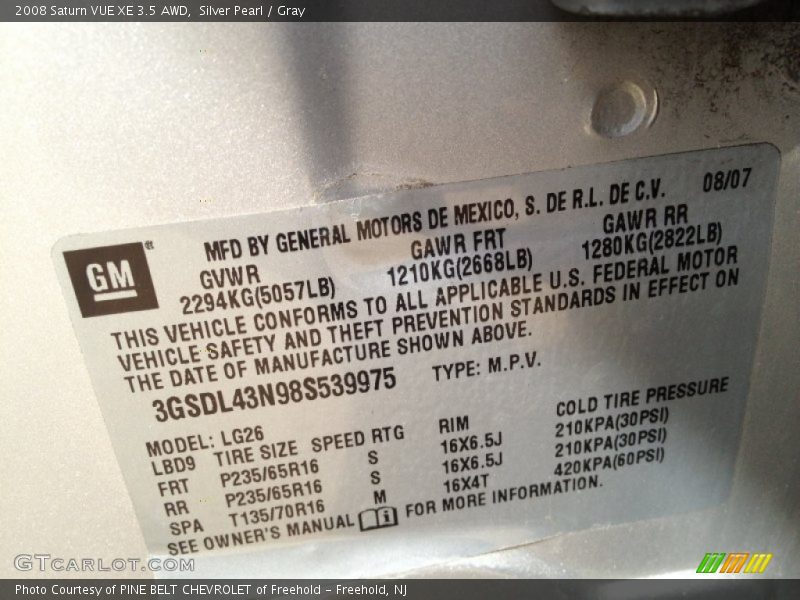 2008 Saturn VUE XE 3.5 AWD,  Silver Pearl / Gray
MFD BY GENERAL MOTORS DE MEXICO, S. DE R.L. DE C.V. 08/07
GM ®
GVWR GAWR FRT GAWR RR
2294KG(5057LB) 1210KG(2668LB) 1280KG(2822LB)
THIS VEHICLE CONFORMS TO ALL APPLICABLE U.S. FEDERAL MOTOR
VEHICLE SAFETY AND THEFT PREVENTION STANDARDS IN EFFECT ON
THE DATE OF MANUFACTURE SHOWN ABOVE.
3GSDL43N98S539975 TYPE: M.P.V.
MODEL: LG26
LBD9 TIRE SIZE SPEED RTG RIM COLD TIRE PRESSURE
FRT P235/65R16 S 16X6.5J 210KPA(30PSI)
RR P235/65R16 S 16X6.5J 210KPA(30PSI)
SPA T135/70R16 M 16X4T 420KPA(60PSI)
SEE OWNER'S MANUAL i FOR MORE INFORMATION.
GTCarLot.com
Photo Courtesy of PINE BELT CHEVROLET of Freehold - Freehold, NJ